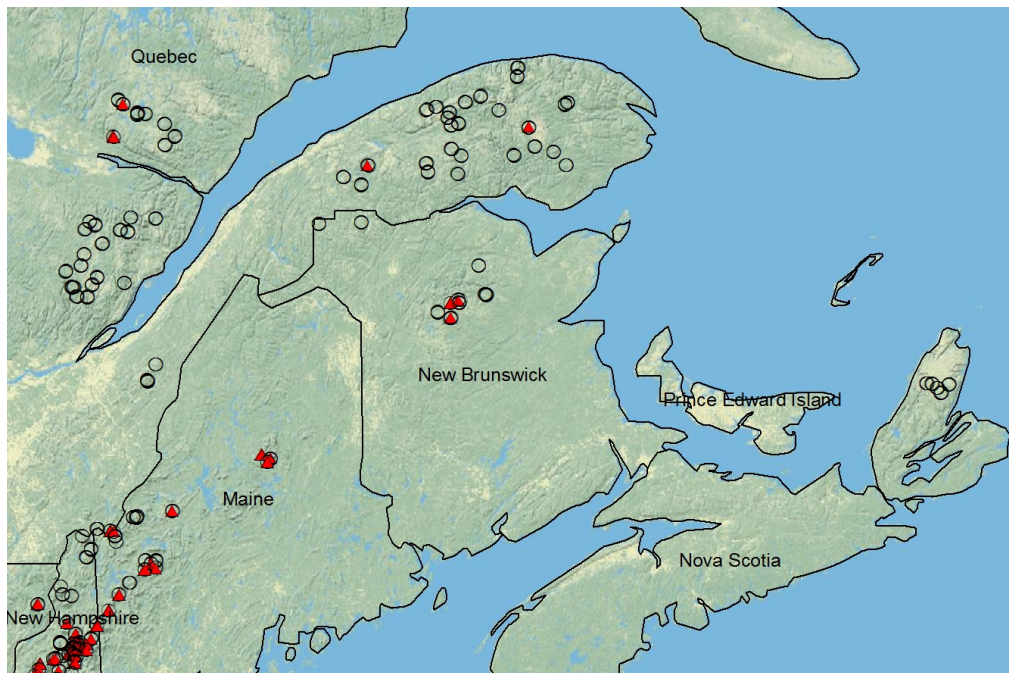 Quebec
New Brunswick
Prince Edward Island
Maine
Nova Scotia
New Hampshire